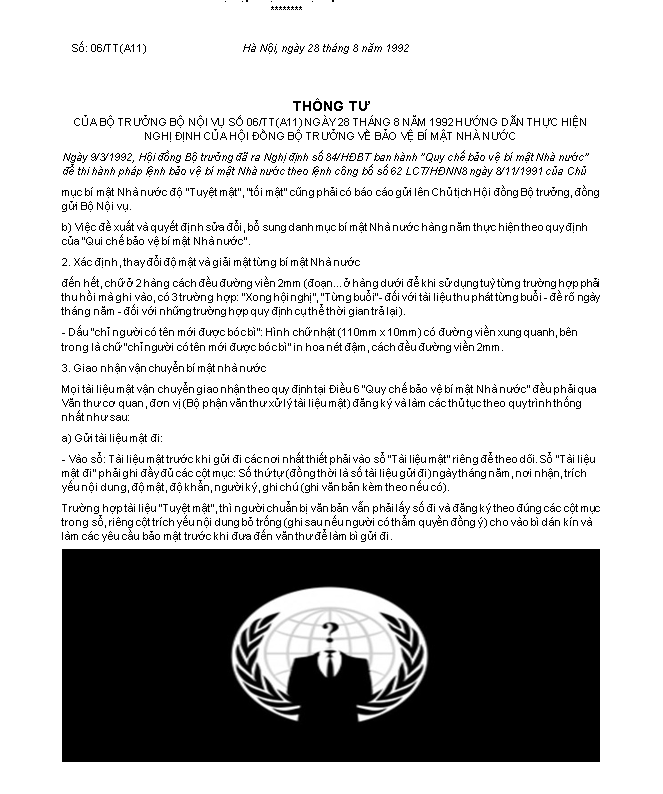 ********
Số: 06/TT(A11) Hà Nội, ngày 28 tháng 8 năm 1992
THÔNG TƯ
CỦA BỘ TRƯỞNG BỘ NỘI VỤ SỐ 06/TT(A11) NGÀY 28 THÁNG 8 NĂM 1992 HƯỚNG DẪN THỰC HIỆN
NGHỊ ĐỊNH CỦA HỘI ĐỒNG BỘ TRƯỞNG VỀ BẢO VỆ BÍ MẬT NHÀ NƯỚC
Ngày 9/3/1992, Hội đồng Bộ trưởng đã ra Nghị định số 84/HĐBT ban hành "Quy chế bảo vệ bí mật Nhà nước"
để thi hành pháp lệnh bảo vệ bí mật Nhà nước theo lệnh công bố số 62 LCT/HĐNN8 ngày 8/11/1991 của Chủ
mục bí mật Nhà nước độ "Tuyệt mật", "tối mật" cũng phải có báo cáo gửi lên Chủ tịch Hội đồng Bộ trưởng, đồng
gửi Bộ Nội vụ.
b) Việc đề xuất và quyết định sửa đổi, bổ sung danh mục bí mật Nhà nước hàng năm thực hiện theo quy định
của "Qui chế bảo vệ bí mật Nhà nước".
2. Xác định, thay đổi độ mật và giải mật từng bí mật Nhà nước
đến hết, chữ ở 2 hàng cách đều đường viền 2mm (đoạn... ở hàng dưới để khi sử dụng tuỳ từng trường hợp phải
thu hồi mà ghi vào, có 3 trường hợp: "Xong hội nghị", "Từng buổi"- đối với tài liệu thu phát từng buổi - đề rõ ngày
tháng năm - đối với những trường hợp quy định cụ thể thời gian trả lại).
- Dấu "chỉ người có tên mới được bóc bì": Hình chữ nhật (110mm x 10mm) có đường viền xung quanh, bên
trong là chữ "chỉ người có tên mới được bóc bì" in hoa nét đậm, cách đều đường viền 2mm.
3. Giao nhận vận chuyển bí mật nhà nước
Mọi tài liệu mật vận chuyển giao nhận theo quy định tại Điều 6 "Quy chế bảo vệ bí mật Nhà nước" đều phải qua
Văn thư cơ quan, đơn vị (Bộ phận văn thư xử lý tài liệu mật) đăng ký và làm các thủ tục theo quy trình thống
nhất như sau:
a) Gửi tài liệu mật đi:
- Vào sổ: Tài liệu mật trước khi gửi đi các nơi nhất thiết phải vào sổ "Tài liệu mật" riêng để theo dõi. Sổ "Tài liệu
mật đi" phải ghi đầy đủ các cột mục: Số thứ tự (đồng thời là số tài liệu gửi đi) ngày tháng năm, nơi nhận, trích
yếu nội dung, độ mật, độ khẩn, người ký, ghi chú (ghi văn bản kèm theo nếu có).
Trường hợp tài liệu "Tuyệt mật", thì người chuẩn bị văn bản vẫn phải lấy số đi và đăng ký theo đúng các cột mục
trong sổ, riêng cột trích yếu nội dung bỏ trống (ghi sau nếu người có thẩm quyền đồng ý) cho vào bì dán kín và
làm các yêu cầu bảo mật trước khi đưa đến văn thư để làm bì gửi đi.
?